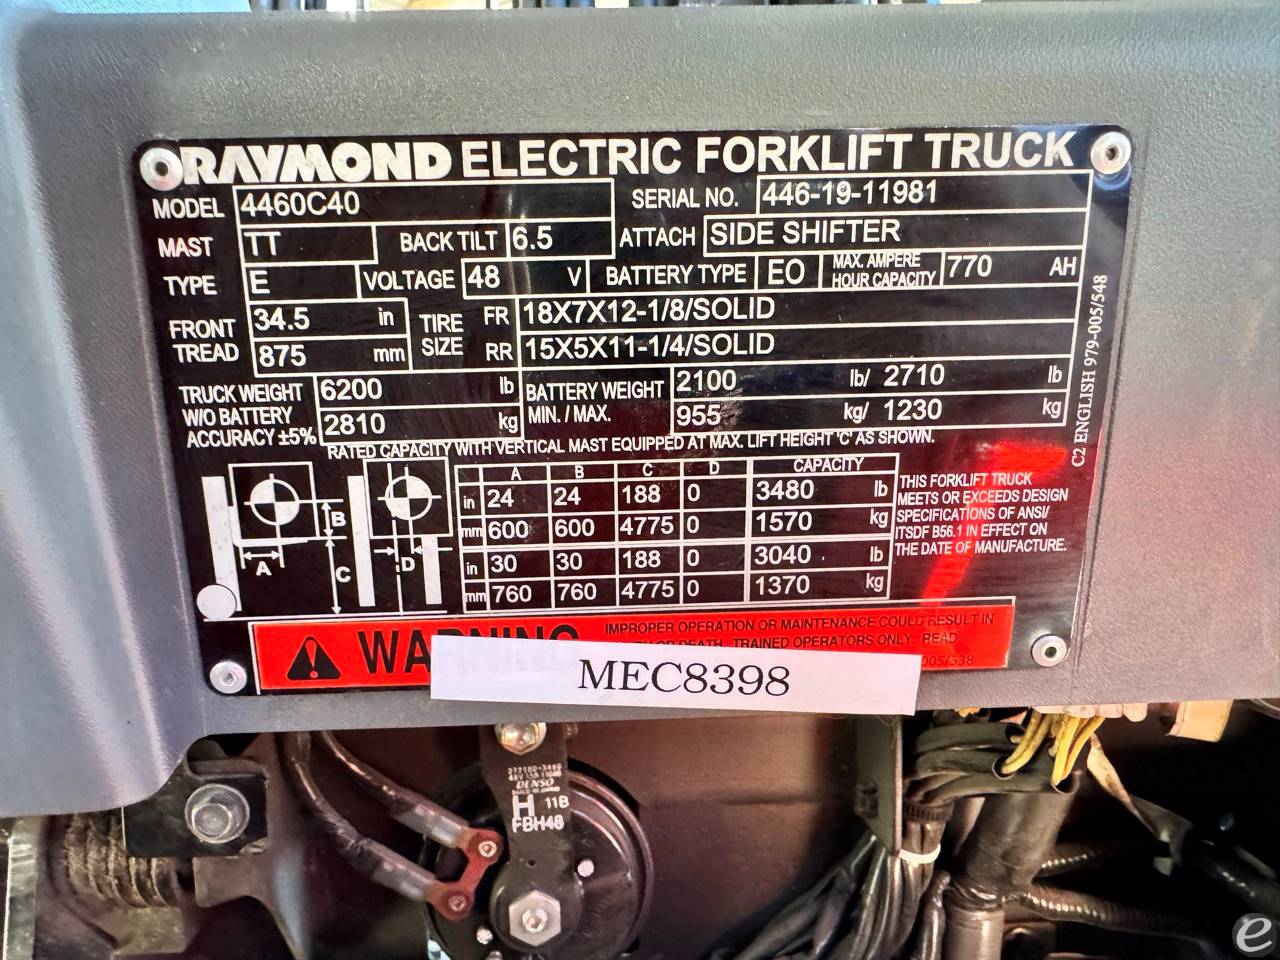 RAYMOND ELECTRIC FORKLIFT TRUCK
MODEL 4460C40 SERIAL NO. 446-19-11981
MAST TT BACK TILT 6.5 ATTACH SIDE SHIFTER
TYPE E VOLTAGE 48 V BATTERY TYPE EO MAX. AMPERE HOUR CAPACITY 770 AH
FRONT TREAD 34.5 in TIRE SIZE FR 18X7X12-1/8/SOLID
875 mm RR 15X5X11-1/4/SOLID
TRUCK WEIGHT 6200 lb BATTERY WEIGHT 2100 lb/ 2710 lb
W/O BATTERY 2810 kg MIN. / MAX. 955 kg/ 1230 kg
ACCURACY ±5%
RATED CAPACITY WITH VERTICAL MAST EQUIPPED AT MAX. LIFT HEIGHT 'C' AS SHOWN.
A B C D CAPACITY
in 24 24 188 0 3480 lb
mm 600 600 4775 0 1570 kg
in 30 30 188 0 3040 lb
mm 760 760 4775 0 1370 kg
A B C D
THIS FORKLIFT TRUCK
MEETS OR EXCEEDS DESIGN
SPECIFICATIONS OF ANSI/
ITSDF B56.1 IN EFFECT ON
THE DATE OF MANUFACTURE.
C2 ENGLISH 979-005/548
WARNING IMPROPER OPERATION OR MAINTENANCE COULD RESULT IN
OR DEATH. TRAINED OPERATORS ONLY. READ
005/538
MEC8398
DENSO
H 11B
FBH48
e